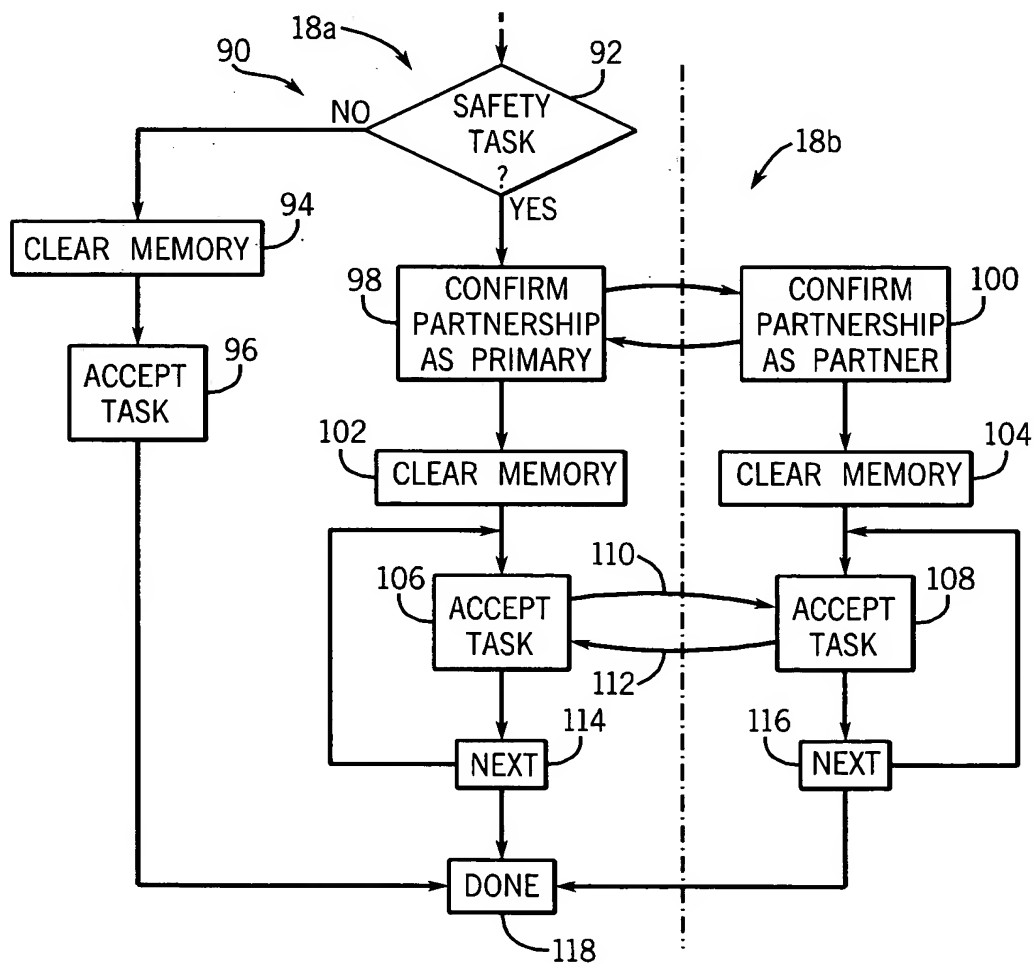 18a
90
92
NO
SAFETY
TASK
?
YES
18b
94
CLEAR MEMORY
98
CONFIRM
PARTNERSHIP
AS PRIMARY
CONFIRM
PARTNERSHIP
AS PARTNER
100
96
ACCEPT
TASK
102
CLEAR MEMORY
104
CLEAR MEMORY
106
ACCEPT
TASK
110
112
108
ACCEPT
TASK
114
NEXT
116
NEXT
DONE
118